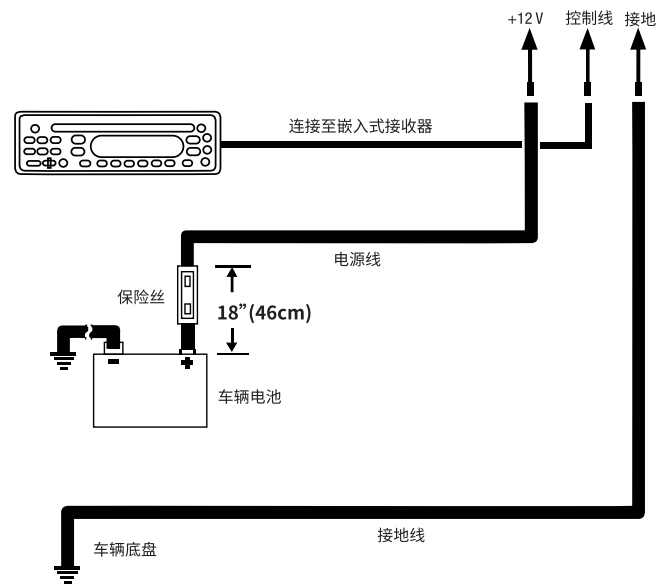 +12 V
控制线
接地
连接至嵌入式接收器
电源线
保险丝
18”(46cm)
车辆电池
接地线
车辆底盘